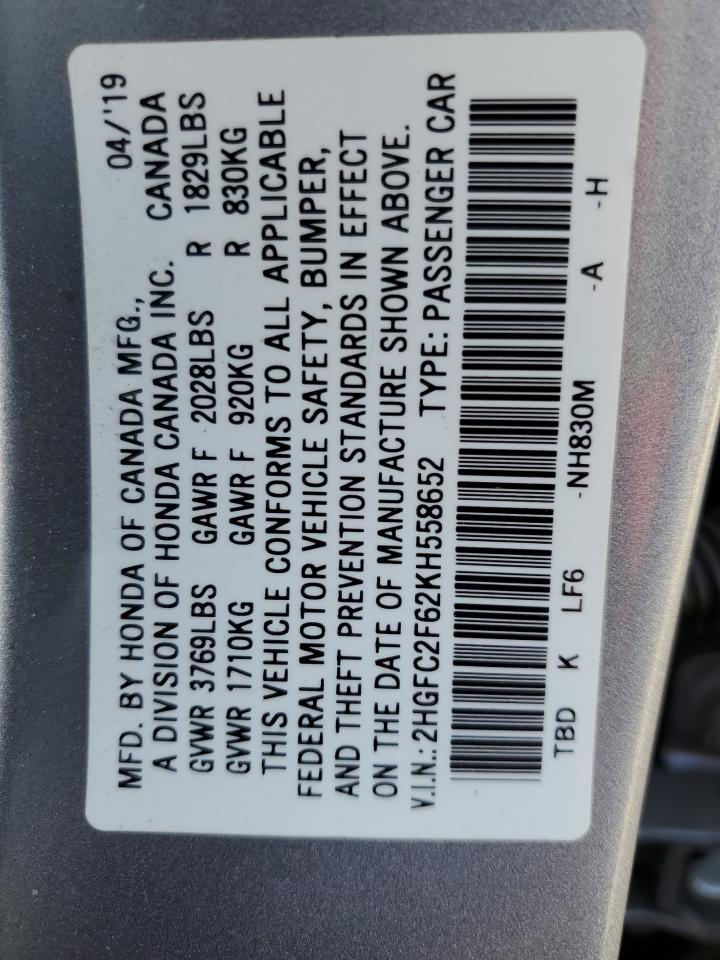 MFD. BY HONDA OF CANADA MFG., 04/'19
A DIVISION OF HONDA CANADA INC. CANADA
GVWR 3769LBS GAWR F 2028LBS R 1829LBS
GVWR 1710KG GAWR F 920KG R 830KG
THIS VEHICLE CONFORMS TO ALL APPLICABLE
FEDERAL MOTOR VEHICLE SAFETY, BUMPER,
AND THEFT PREVENTION STANDARDS IN EFFECT
ON THE DATE OF MANUFACTURE SHOWN ABOVE.
V.I.N.: 2HGFC2F62KH558652 TYPE: PASSENGER CAR
TBD K LF6 -NH830M -A -H